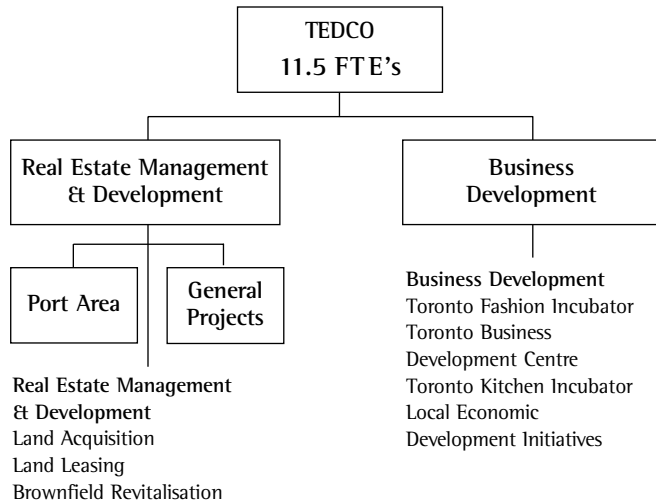 TEDCO
11.5 FTE's
Real Estate Management
& Development
Business
Development
Port Area
General
Projects
Real Estate Management
& Development
Land Acquisition
Land Leasing
Brownfield Revitalisation
Business Development
Toronto Fashion Incubator
Toronto Business
Development Centre
Toronto Kitchen Incubator
Local Economic
Development Initiatives